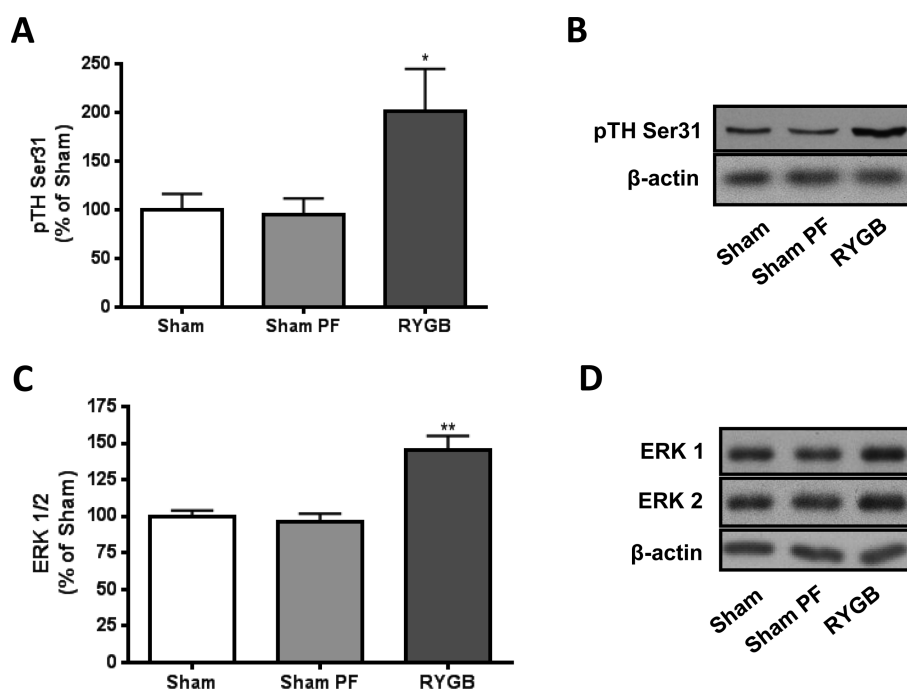 A
pTH Ser31
(% of Sham)
250
200
150
100
50
0
*
Sham
Sham PF
RYGB
B
pTH Ser31
β-actin
Sham
Sham PF
RYGB
C
ERK 1/2
(% of Sham)
175
150
125
100
75
50
25
0
**
Sham
Sham PF
RYGB
D
ERK 1
ERK 2
β-actin
Sham
Sham PF
RYGB